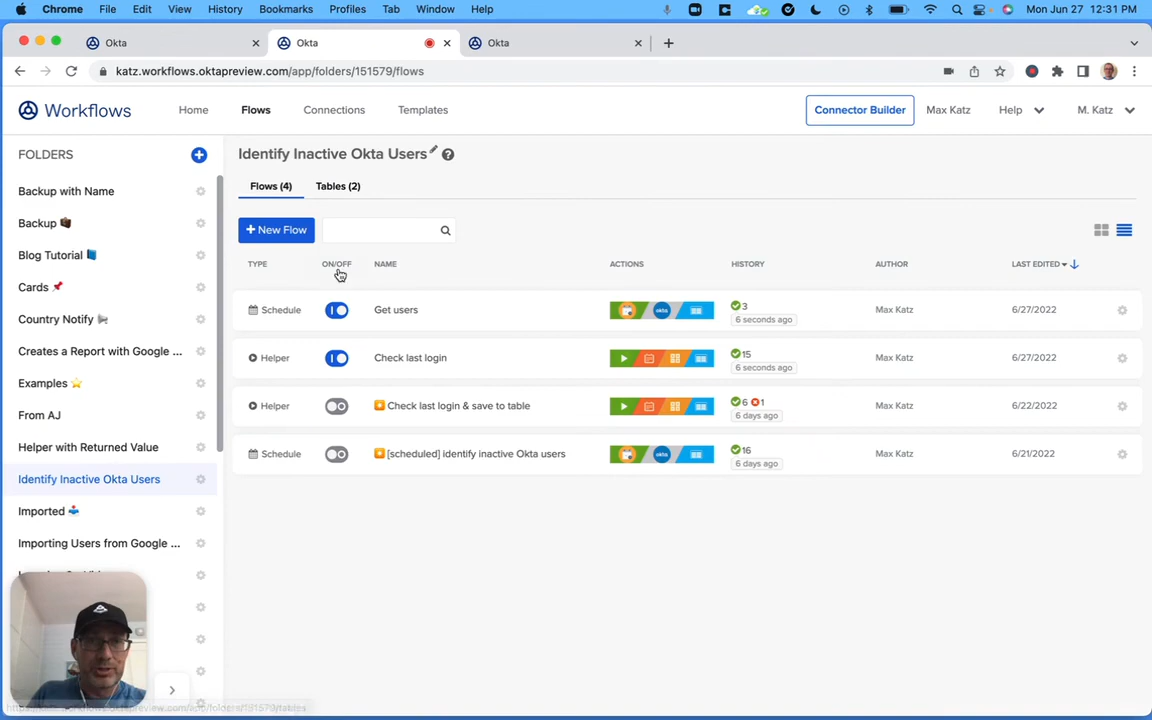 Chrome File Edit View History Bookmarks Profiles Tab Window Help Mon Jun 27 12:31 PM
Okta Okta Okta
katz.workflows.oktapreview.com/app/folders/151579/flows
Workflows Home Flows Connections Templates Connector Builder Max Katz Help M. Katz
FOLDERS
Backup with Name
Backup
Blog Tutorial
Cards
Country Notify
Creates a Report with Google ...
Examples
From AJ
Helper with Returned Value
Identify Inactive Okta Users
Imported
Importing Users from Google ...
Identify Inactive Okta Users
Flows (4) Tables (2)
+ New Flow
TYPE ON/OFF NAME ACTIONS HISTORY AUTHOR LAST EDITED
Schedule Get users okta 3 6 seconds ago Max Katz 6/27/2022
Helper Check last login 15 6 seconds ago Max Katz 6/27/2022
Helper Check last login & save to table 6 1 6 days ago Max Katz 6/22/2022
Schedule [scheduled] identify inactive Okta users okta 16 6 days ago Max Katz 6/21/2022